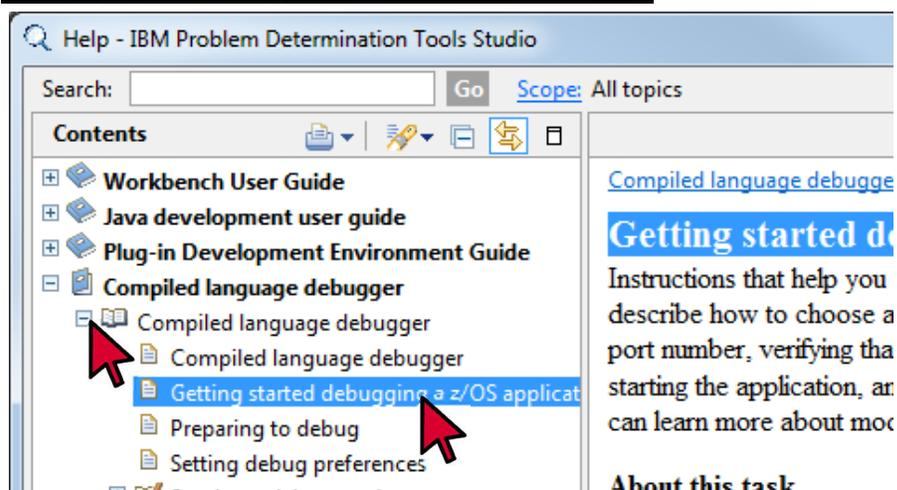 Help - IBM Problem Determination Tools Studio
Search:
Go
Scope: All topics
Contents
Workbench User Guide
Java development user guide
Plug-in Development Environment Guide
Compiled language debugger
Compiled language debugger
Compiled language debugger
Getting started debugging a z/OS applicat
Preparing to debug
Setting debug preferences
Compiled language debugge
Getting started d
Instructions that help you
describe how to choose a
port number, verifying tha
starting the application, an
can learn more about moc
About this task